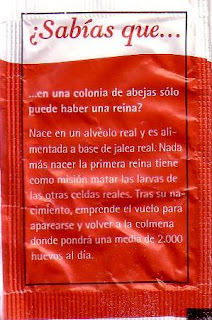 ¿Sabías que...
...en una colonia de abejas sólo
puede haber una reina?
Nace en un alvéolo real y es ali-
mentada a base de jalea real. Nada
más nacer la primera reina tiene
como misión matar las larvas de
las otras celdas reales. Tras su na-
cimiento, emprende el vuelo para
aparearse y volver a la colmena
donde pondrá una media de 2.000
huevos al día.